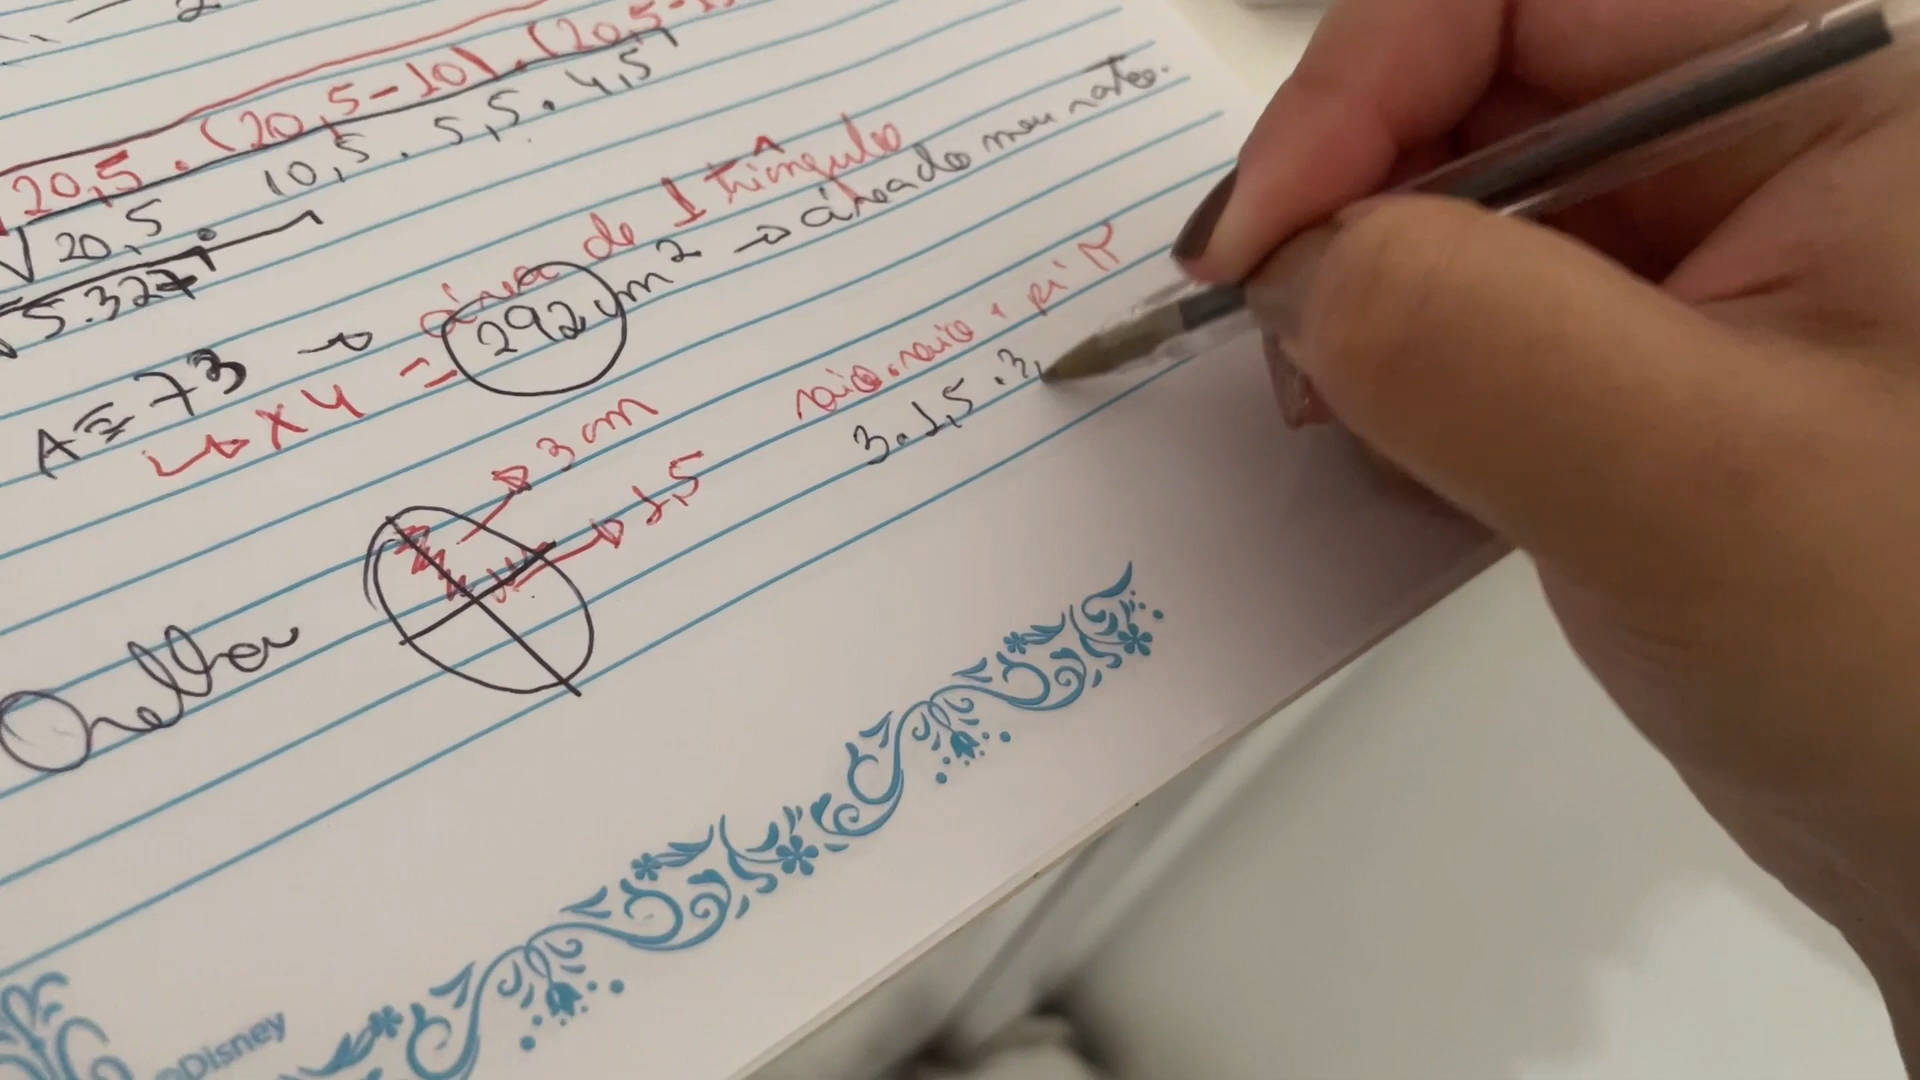 20,5 . (20,5 - 10) . (20,5 -
√20,5 . 10,5 . 5,5 . 4,5
√5.327
área de 1 triângulo
A ≅ 73 → 292 cm² → área do meu rato.
↳ x4 =
3 cm
raio . raio . pi π
1,5
3 . 1,5 . 3,
Orelha
©Disney